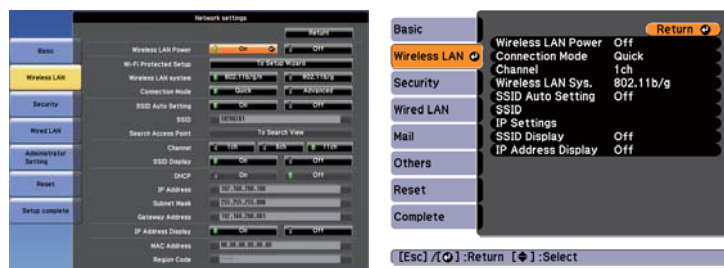 Network settings
Return
Basic
Wireless LAN
Security
Wired LAN
Administrator
Setting
Reset
Setup complete
Wireless LAN Power On Off
Wi-Fi Protected Setup To Setup Wizard
Wireless LAN system 802.11b/g/n 802.11b/g
Connection Mode Quick Advanced
SSID Auto Setting On Off
SSID
Search Access Point To Search View
Channel 1ch 6ch 11ch
SSID Display On Off
DHCP On Off
IP Address
Subnet Mask 255.255.255.000
Gateway Address
IP Address Display On Off
MAC Address
Region Code
Basic
Wireless LAN
Security
Wired LAN
Mail
Others
Reset
Complete
Return
Wireless LAN Power Off
Connection Mode Quick
Channel 1ch
Wireless LAN Sys. 802.11b/g
SSID Auto Setting Off
SSID
IP Settings
SSID Display Off
IP Address Display Off
[Esc] /[ ] :Return [ ] :Select